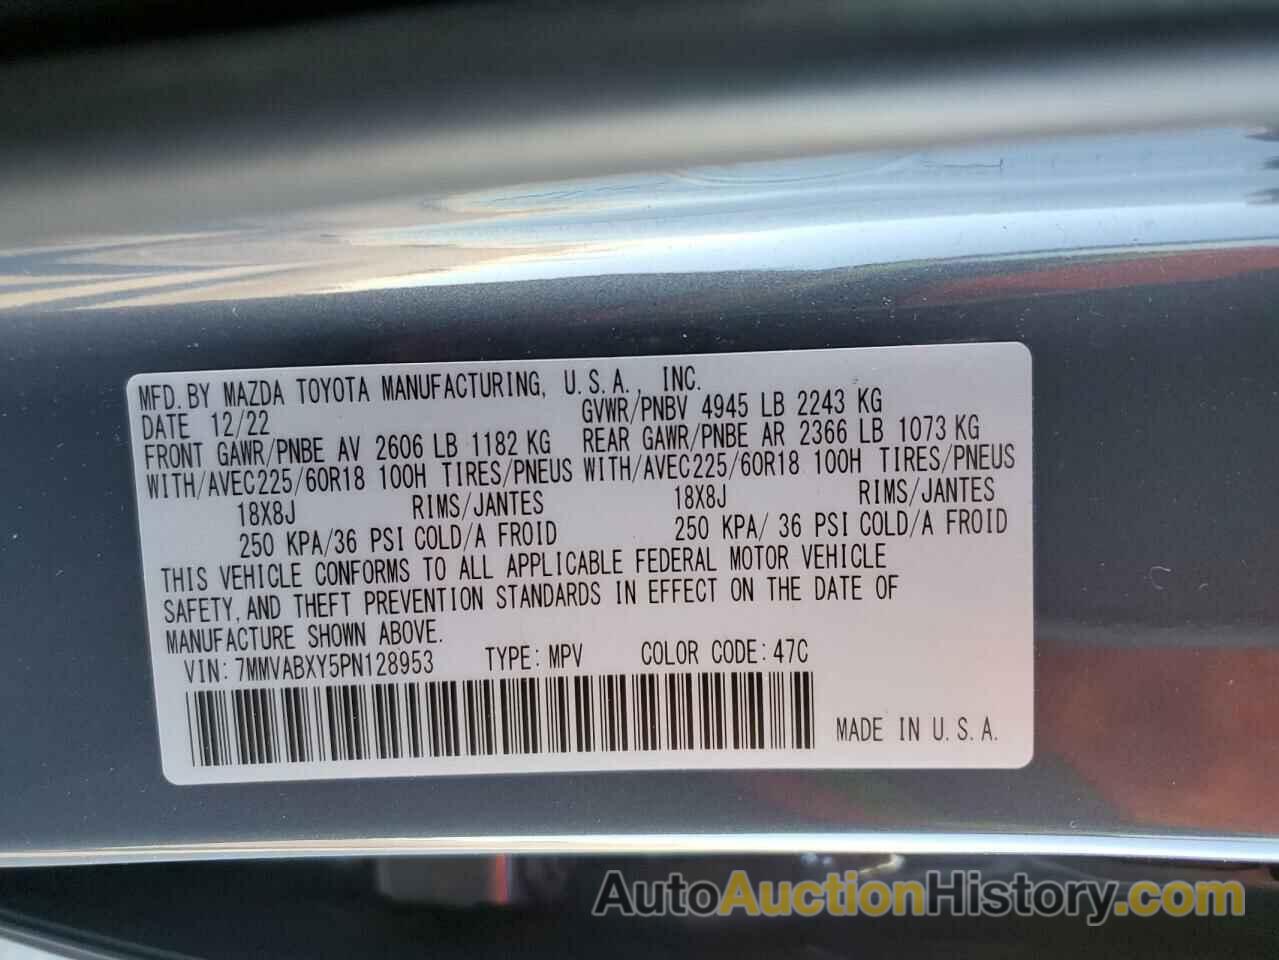 MFD. BY MAZDA TOYOTA MANUFACTURING, U.S.A., INC.
DATE 12/22 GVWR/PNBV 4945 LB 2243 KG
FRONT GAWR/PNBE AV 2606 LB 1182 KG REAR GAWR/PNBE AR 2366 LB 1073 KG
WITH/AVEC225/60R18 100H TIRES/PNEUS WITH/AVEC225/60R18 100H TIRES/PNEUS
18X8J RIMS/JANTES 18X8J RIMS/JANTES
250 KPA/36 PSI COLD/A FROID 250 KPA/ 36 PSI COLD/A FROID
THIS VEHICLE CONFORMS TO ALL APPLICABLE FEDERAL MOTOR VEHICLE
SAFETY, AND THEFT PREVENTION STANDARDS IN EFFECT ON THE DATE OF
MANUFACTURE SHOWN ABOVE.
VIN: 7MMVABXY5PN128953 TYPE: MPV COLOR CODE: 47C
MADE IN U.S.A.
AutoAuctionHistory.com